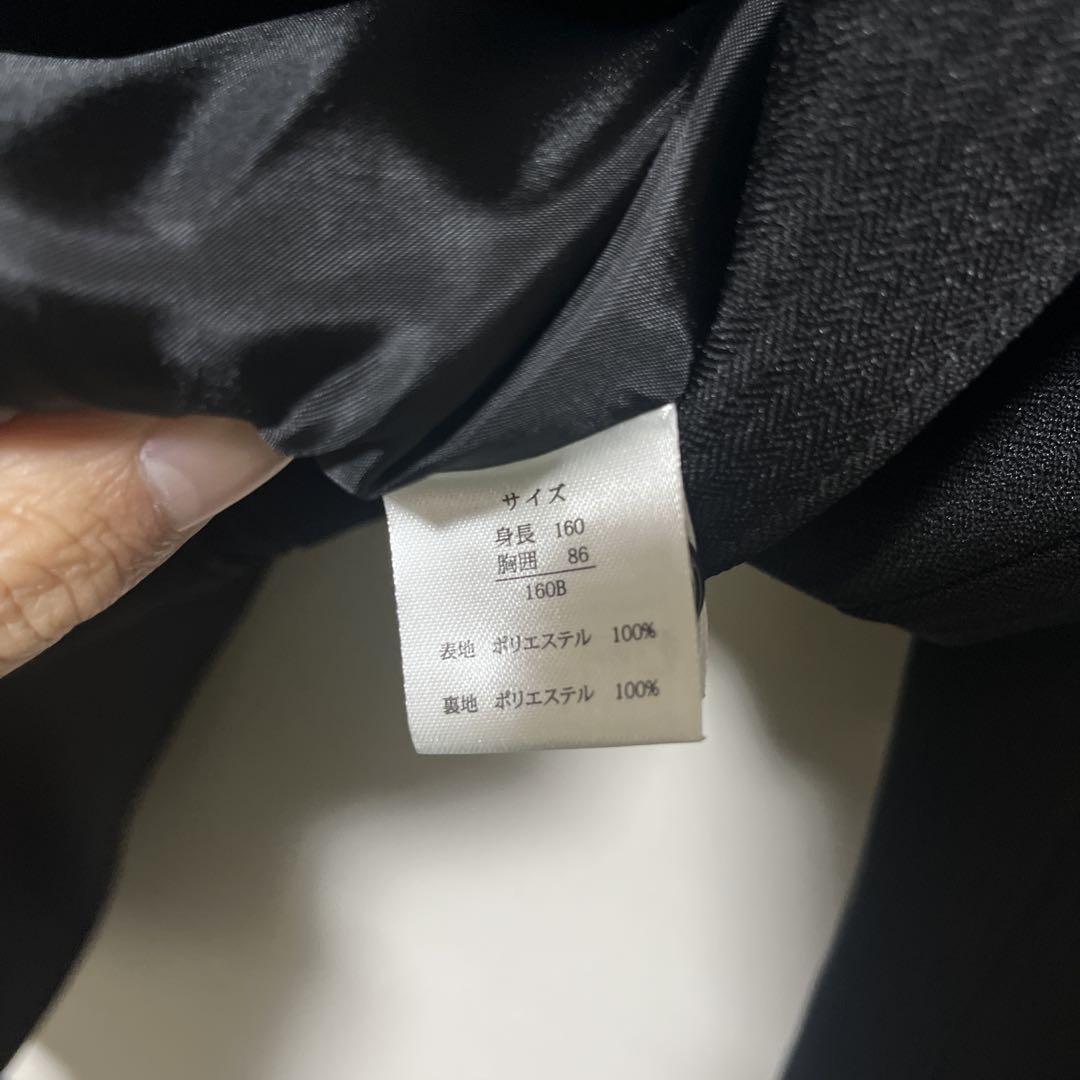 サイズ
身長 160
胸囲 86
160B
表地 ポリエステル 100%
裏地 ポリエステル 100%